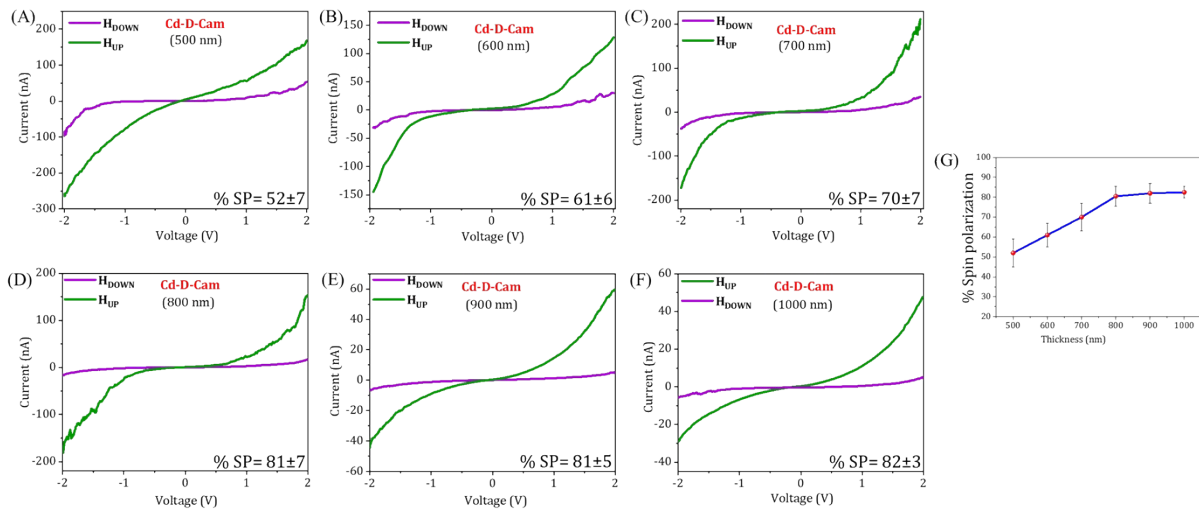 (A)
H_DOWN
H_UP
Cd-D-Cam
(500 nm)
Current (nA)
200
100
0
-100
-200
-300
-2
-1
0
1
2
Voltage (V)
% SP= 52±7
(B)
H_DOWN
H_UP
Cd-D-Cam
(600 nm)
Current (nA)
150
125
100
75
50
25
0
-50
-100
-150
-2
-1
0
1
2
Voltage (V)
% SP= 61±6
(C)
H_DOWN
H_UP
Cd-D-Cam
(700 nm)
Current (nA)
200
100
0
-100
-200
-2
-1
0
1
2
Voltage (V)
% SP= 70±7
(D)
H_DOWN
H_UP
Cd-D-Cam
(800 nm)
Current (nA)
200
150
100
50
0
-50
-100
-150
-200
-2
-1
0
1
2
Voltage (V)
% SP= 81±7
(E)
H_DOWN
H_UP
Cd-D-Cam
(900 nm)
Current (nA)
60
40
20
0
-20
-40
-60
-2
-1
0
1
2
Voltage (V)
% SP= 81±5
(F)
H_UP
H_DOWN
Cd-D-Cam
(1000 nm)
Current (nA)
60
40
20
0
-20
-40
-2
-1
0
1
2
Voltage (V)
% SP= 82±3
(G)
% Spin polarization
100
90
80
70
60
50
40
30
20
500
600
700
800
900
1000
Thickness (nm)